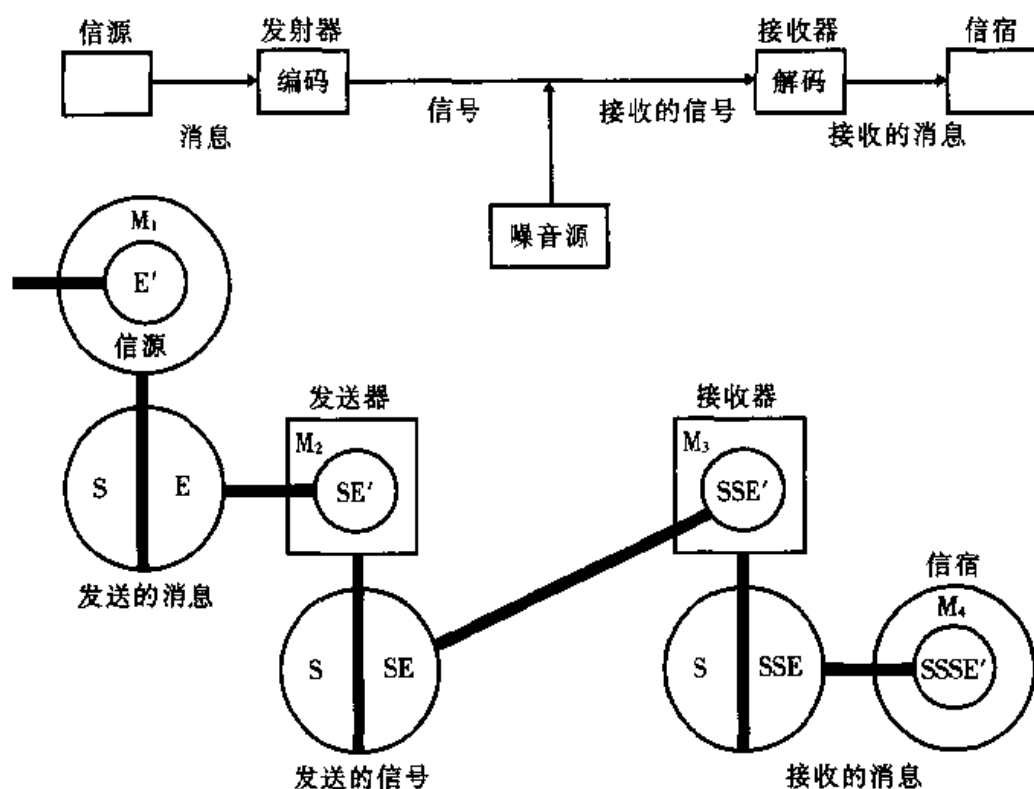 信源
发射器
接收器
信宿
编码
解码
消息
信号
接收的信号
接收的消息
噪音源
M₁
E′
信源
S E
发送的消息
发送器
M₂
SE′
S SE
发送的信号
接收器
M₃
SSE′
S SSE
接收的消息
信宿
M₄
SSSE′